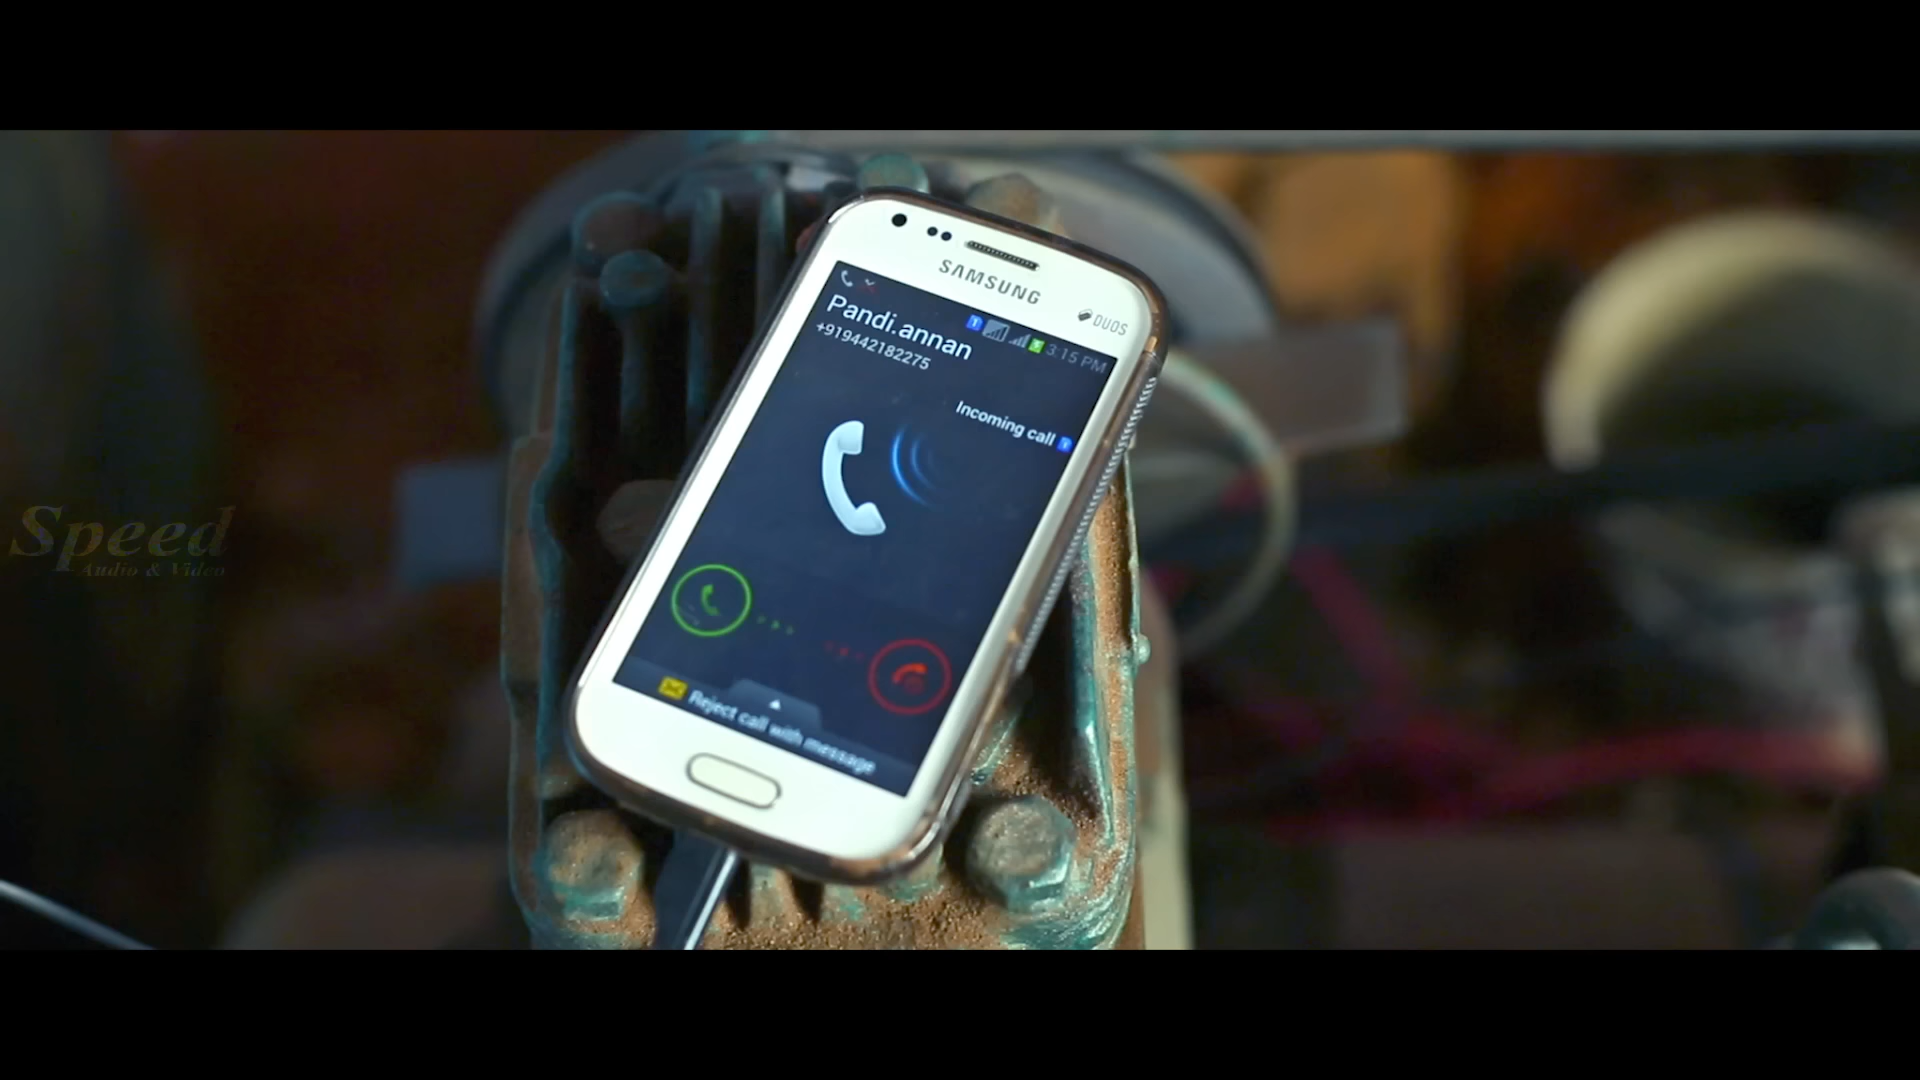 SAMSUNG
DUOS
3:15 PM
Pandi.annan
+919442182275
Incoming call
Reject call with message
Speed
Audio & Video